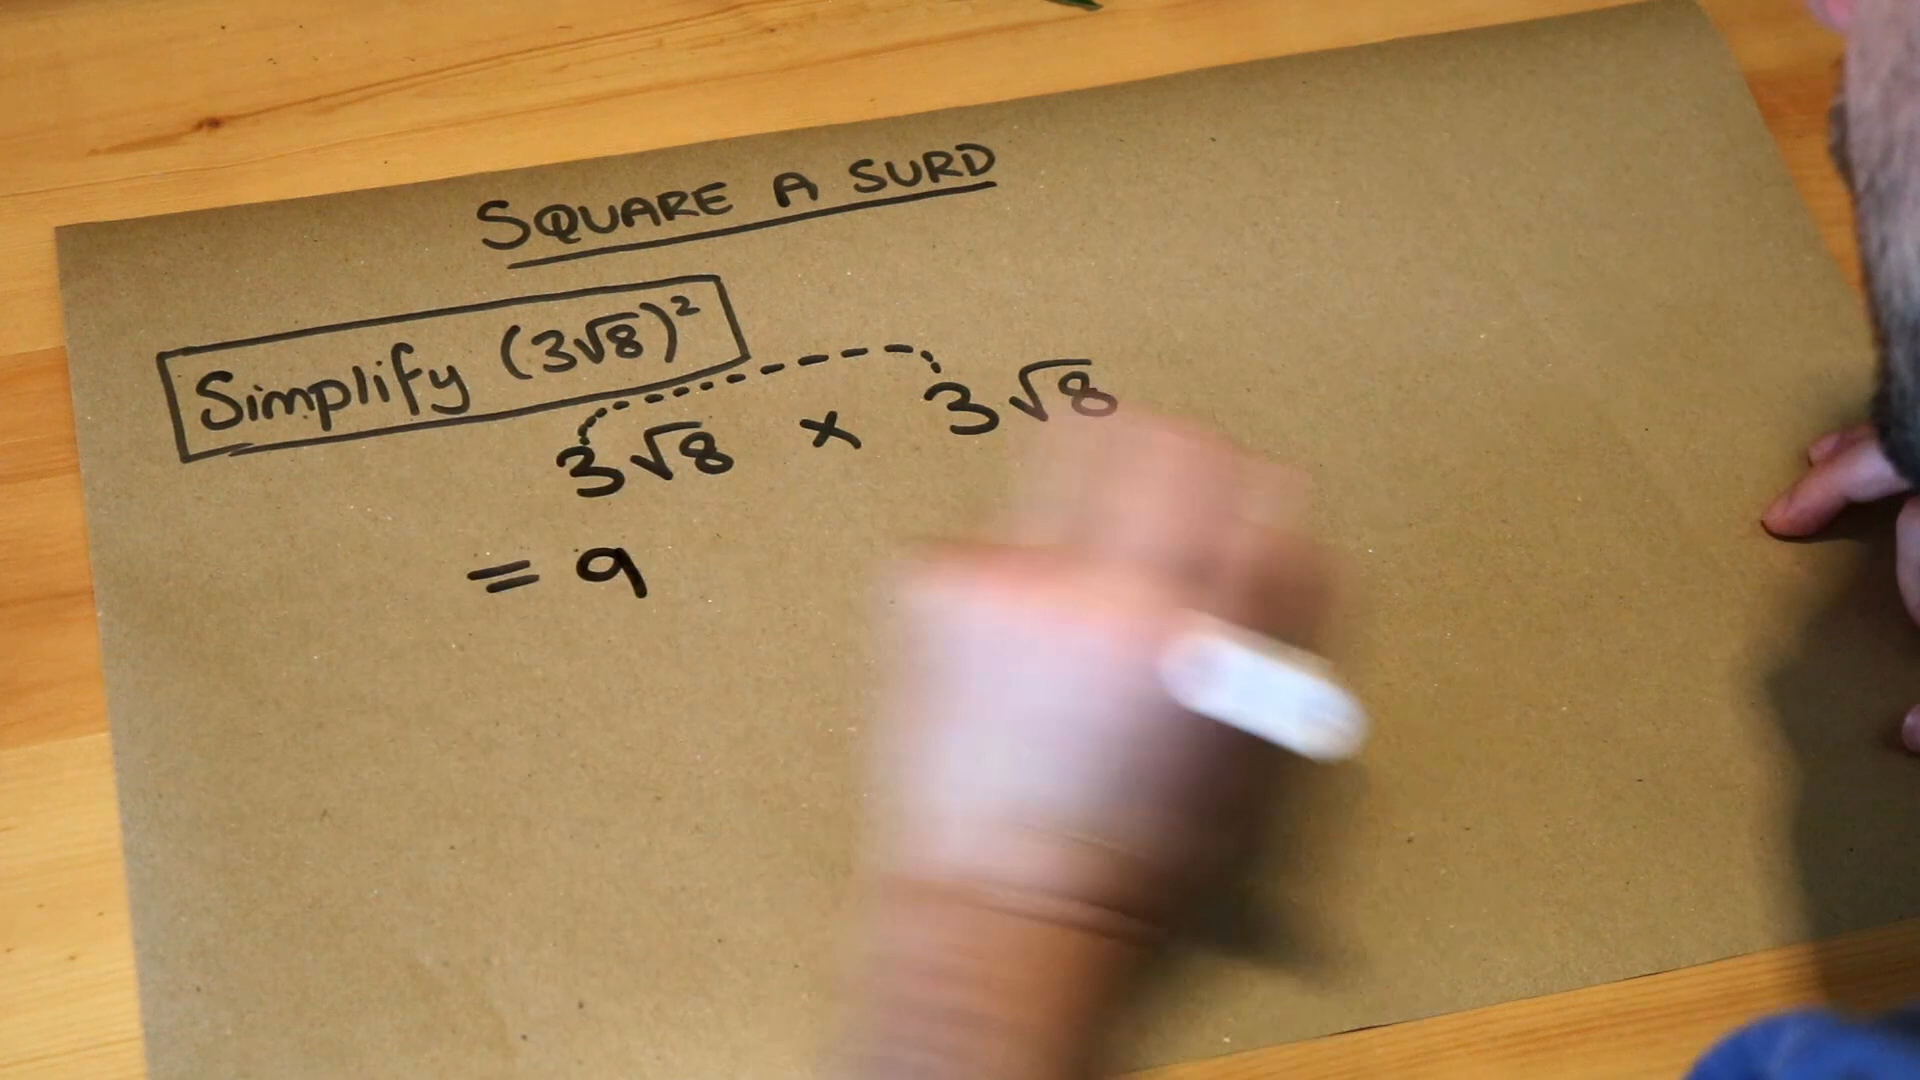 SQUARE A SURD
Simplify (3√8)²
3√8 × 3√8
= 9